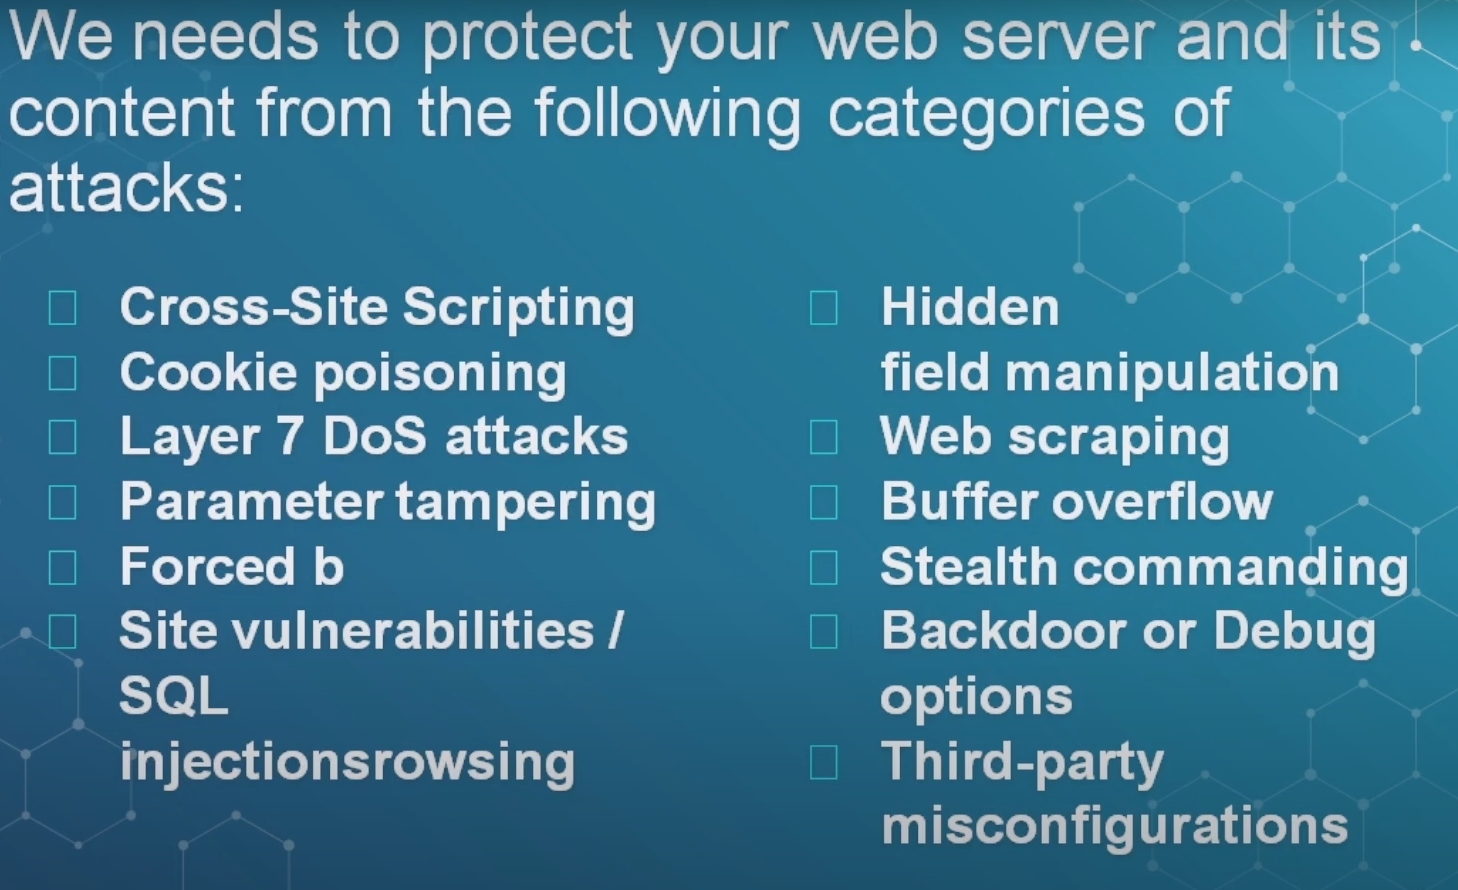 We needs to protect your web server and its
content from the following categories of
attacks:
Cross-Site Scripting
Cookie poisoning
Layer 7 DoS attacks
Parameter tampering
Forced b
Site vulnerabilities /
SQL
injectionsrowsing
Hidden
field manipulation
Web scraping
Buffer overflow
Stealth commanding
Backdoor or Debug
options
Third-party
misconfigurations